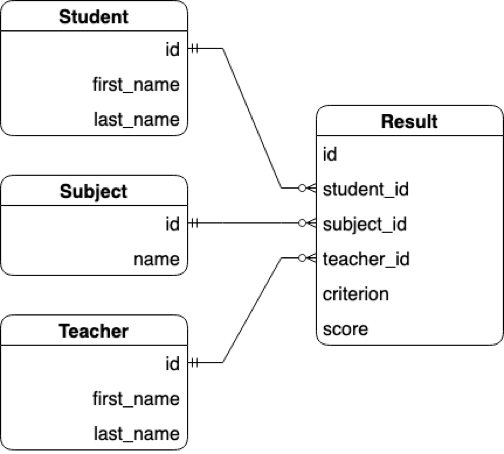 Student
id
first_name
last_name
Subject
id
name
Teacher
id
first_name
last_name
Result
id
student_id
subject_id
teacher_id
criterion
score